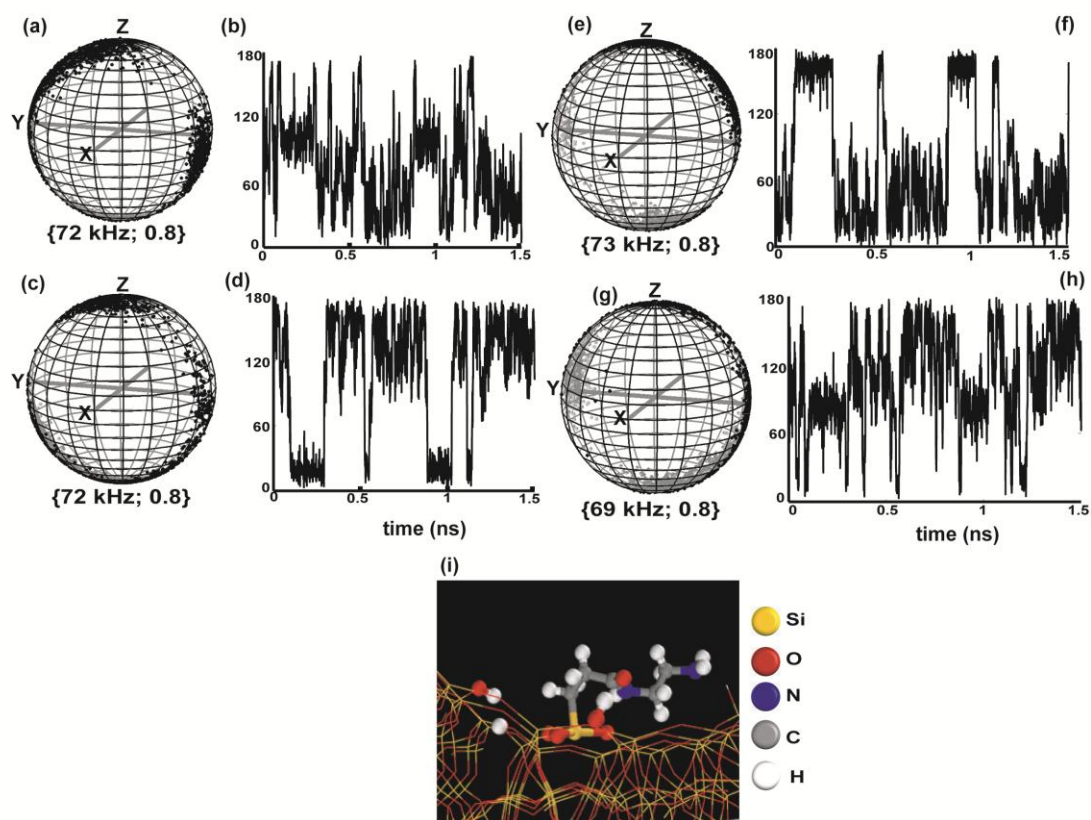 (a)
Z
Y
X
{72 kHz; 0.8}
(b)
180
120
60
0
0
0.5
1
1.5
(e)
Z
Y
X
{73 kHz; 0.8}
(f)
180
120
60
0
0
0.5
1
1.5
(c)
Z
Y
X
{72 kHz; 0.8}
(d)
180
120
60
0
0
0.5
1
1.5
time (ns)
(g)
Z
Y
X
{69 kHz; 0.8}
(h)
180
120
60
0
0
0.5
1
1.5
time (ns)
(i)
Si
O
N
C
H